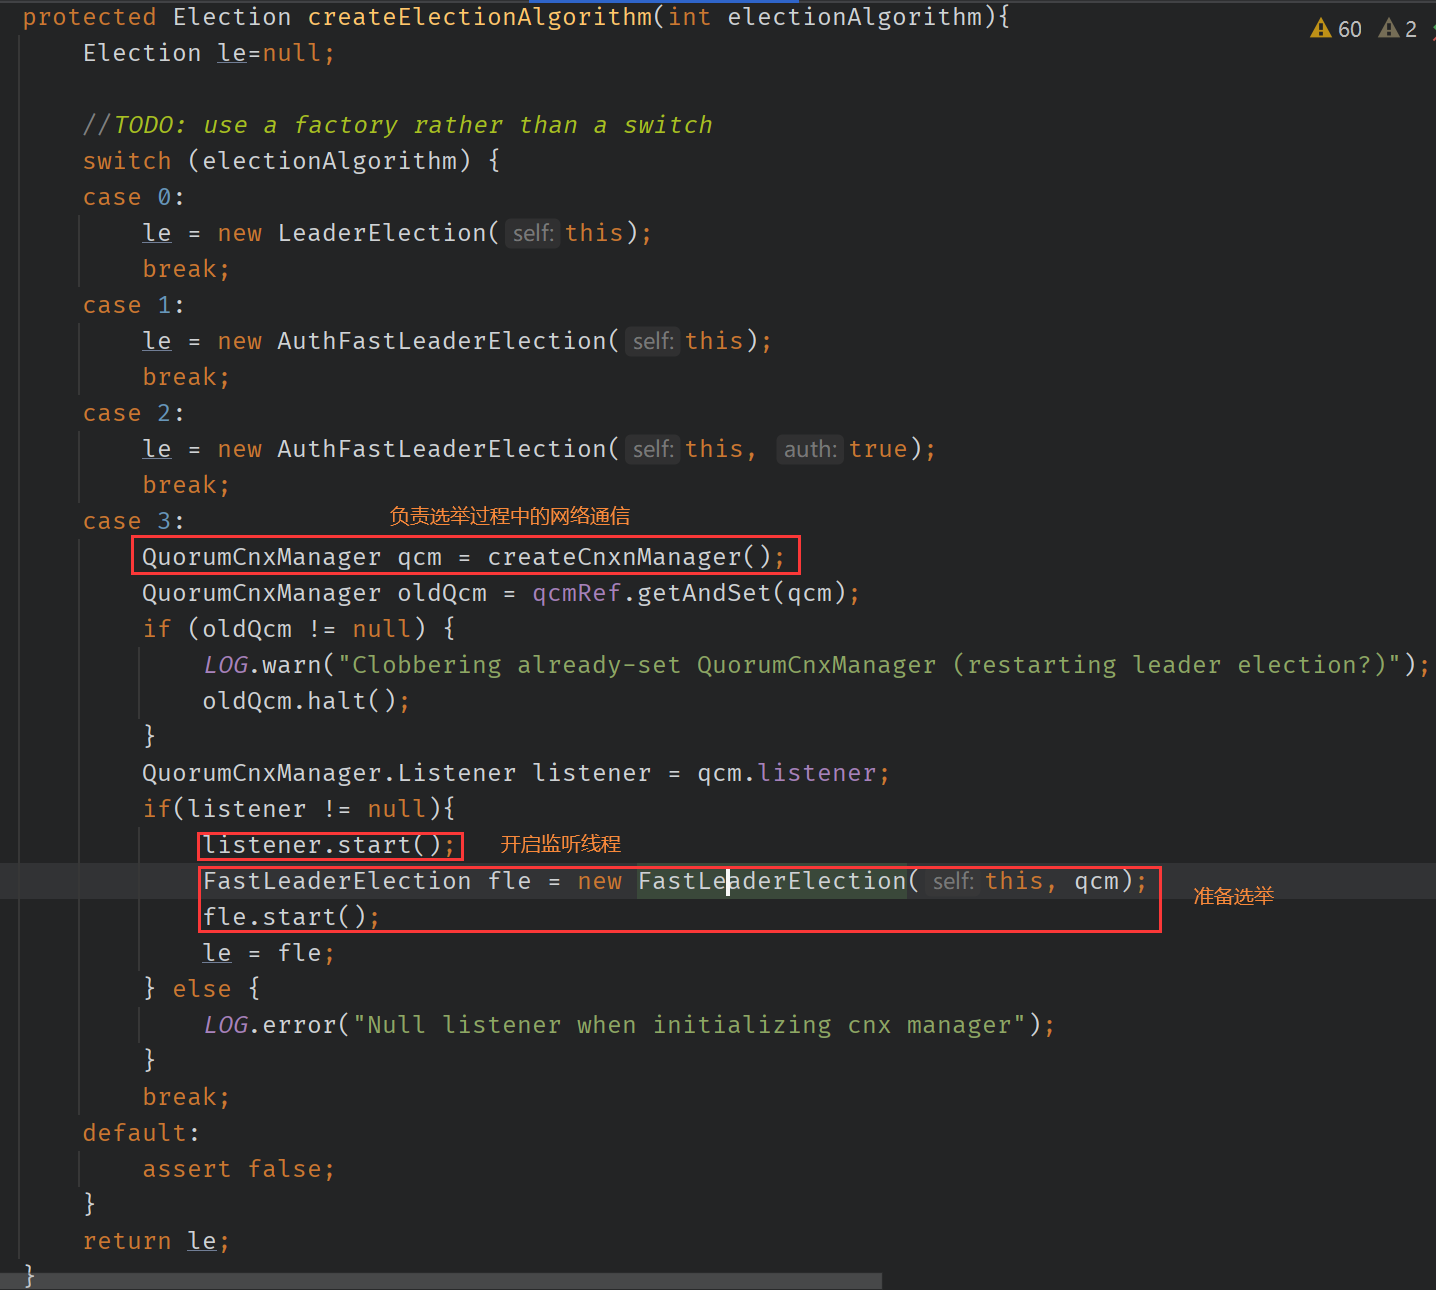 protected Election createElectionAlgorithm(int electionAlgorithm){
60 2
Election le=null;
//TODO: use a factory rather than a switch
switch (electionAlgorithm) {
case 0:
le = new LeaderElection( self: this);
break;
case 1:
le = new AuthFastLeaderElection( self: this);
break;
case 2:
le = new AuthFastLeaderElection( self: this, auth: true);
break;
case 3:
负责选举过程中的网络通信
QuorumCnxManager qcm = createCnxnManager();
QuorumCnxManager oldQcm = qcmRef.getAndSet(qcm);
if (oldQcm != null) {
LOG.warn("Clobbering already-set QuorumCnxManager (restarting leader election?)");
oldQcm.halt();
}
QuorumCnxManager.Listener listener = qcm.listener;
if(listener != null){
listener.start();
开启监听线程
FastLeaderElection fle = new FastLeaderElection( self: this, qcm);
准备选举
fle.start();
le = fle;
} else {
LOG.error("Null listener when initializing cnx manager");
}
break;
default:
assert false;
}
return le;
}